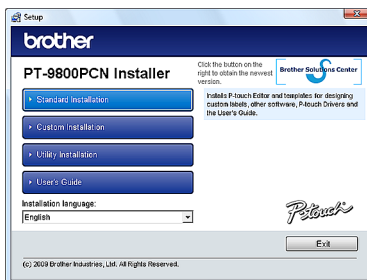 Setup
brother
PT-9800PCN Installer
Click the button on the
right to obtain the newest
version.
Brother Solutions Center
Standard Installation
Installs P-touch Editor and templates for designing
custom labels, other software, P-touch Drivers and
the User's Guide.
Custom Installation
Utility Installation
User's Guide
Installation language:
English
P-touch
Exit
(c) 2009 Brother Industries, Ltd. All Rights Reserved.